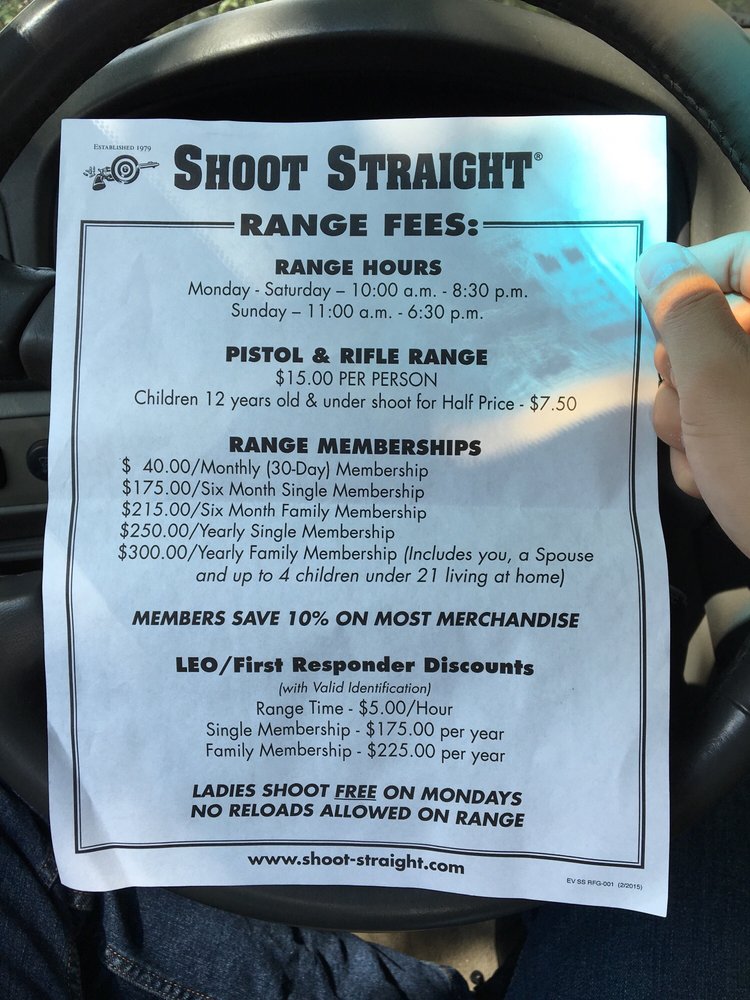 ESTABLISHED 1979
SHOOT STRAIGHT®
RANGE FEES:
RANGE HOURS
Monday - Saturday – 10:00 a.m. - 8:30 p.m.
Sunday – 11:00 a.m. - 6:30 p.m.
PISTOL & RIFLE RANGE
$15.00 PER PERSON
Children 12 years old & under shoot for Half Price - $7.50
RANGE MEMBERSHIPS
$ 40.00/Monthly (30-Day) Membership
$175.00/Six Month Single Membership
$215.00/Six Month Family Membership
$250.00/Yearly Single Membership
$300.00/Yearly Family Membership (Includes you, a Spouse
and up to 4 children under 21 living at home)
MEMBERS SAVE 10% ON MOST MERCHANDISE
LEO/First Responder Discounts
(with Valid Identification)
Range Time - $5.00/Hour
Single Membership - $175.00 per year
Family Membership - $225.00 per year
LADIES SHOOT FREE ON MONDAYS
NO RELOADS ALLOWED ON RANGE
www.shoot-straight.com
EV SS RFG-001 (2/2015)